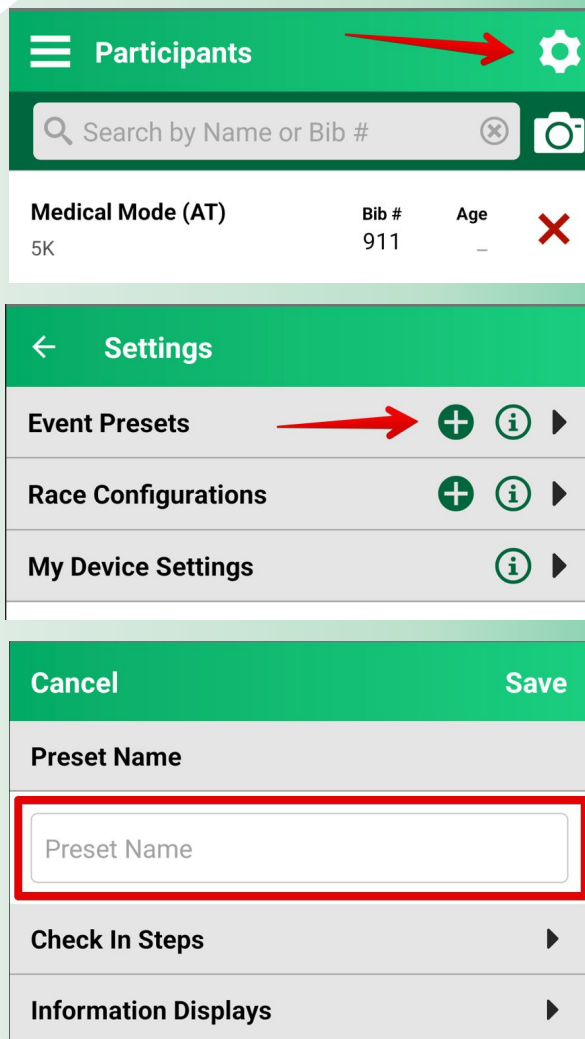 Participants
Search by Name or Bib #
Medical Mode (AT) Bib # Age
5K 911 _
Settings
Event Presets
Race Configurations
My Device Settings
Cancel Save
Preset Name
Preset Name
Check In Steps
Information Displays